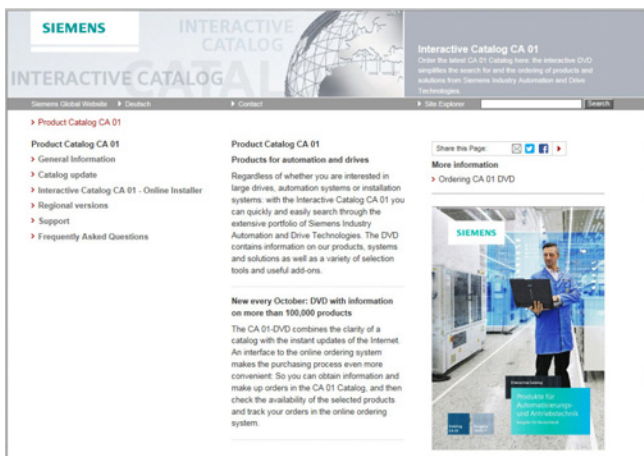 SIEMENS
INTERACTIVE
CATALOG
CATAL
INTERACTIVE CATALOG
Interactive Catalog CA 01
Order the latest CA 01 Catalog here: the interactive DVD
simplifies the search for and the ordering of products and
solutions from Siemens Industry Automation and Drive
Technologies.
Siemens Global Website
Deutsch
Contact
Site Explorer
Search
Product Catalog CA 01
Product Catalog CA 01
General Information
Catalog update
Interactive Catalog CA 01 - Online Installer
Regional versions
Support
Frequently Asked Questions
Product Catalog CA 01
Products for automation and drives
Regardless of whether you are interested in
large drives, automation systems or installation
systems: with the Interactive Catalog CA 01 you
can quickly and easily search through the
extensive portfolio of Siemens Industry
Automation and Drive Technologies. The DVD
contains information on our products, systems
and solutions as well as a variety of selection
tools and useful add-ons.
New every October: DVD with information
on more than 100,000 products
The CA 01-DVD combines the clarity of a
catalog with the instant updates of the Internet.
An interface to the online ordering system
makes the purchasing process even more
convenient: So you can obtain information and
make up orders in the CA 01 Catalog, and then
check the availability of the selected products
and track your orders in the online ordering
system.
Share this Page:
More information
Ordering CA 01 DVD
SIEMENS
Produkte für
Automatisierungs-
und Antriebstechnik